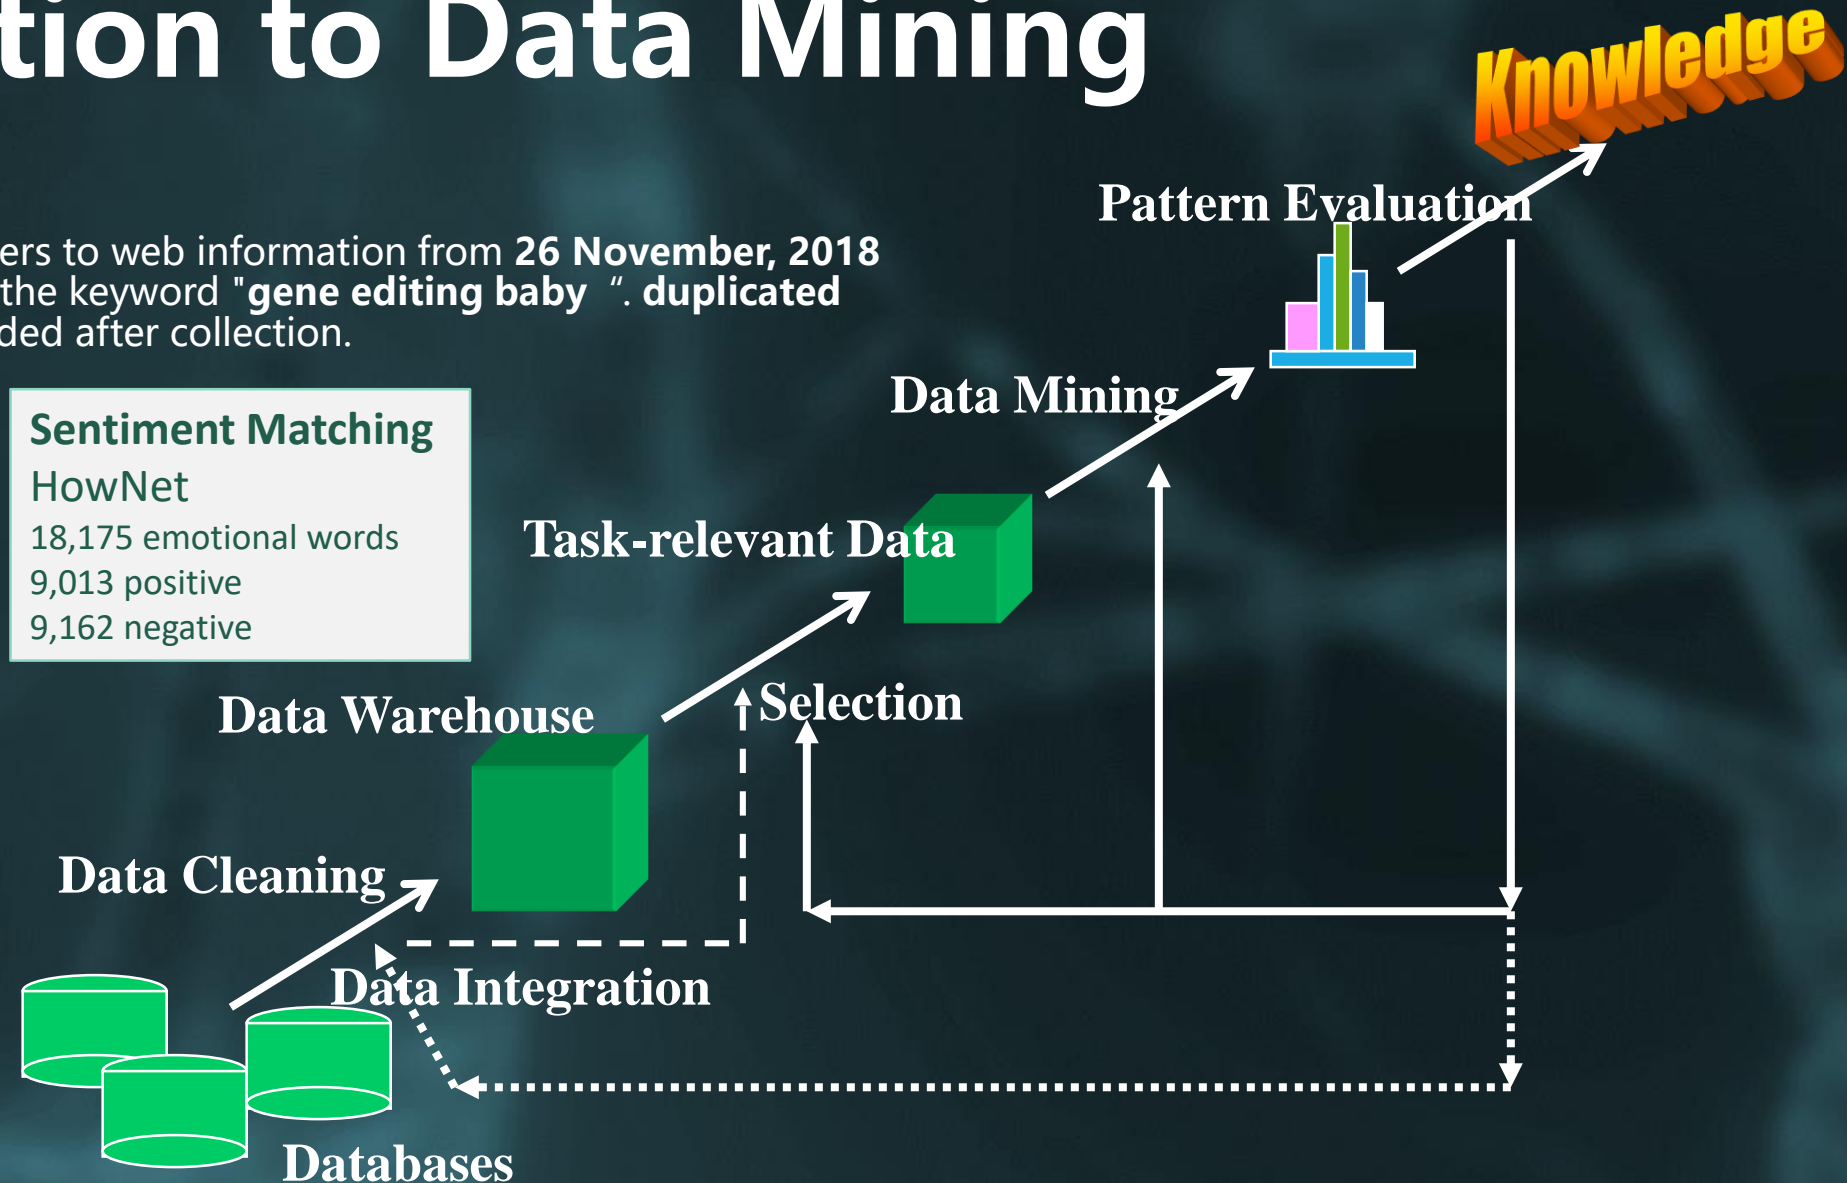 tion to Data Mining
Knowledge
Pattern Evaluation
ers to web information from 26 November, 2018
the keyword "gene editing baby “. duplicated
ded after collection.
Data Mining
Sentiment Matching
HowNet
18,175 emotional words
9,013 positive
9,162 negative
Task-relevant Data
Selection
Data Warehouse
Data Cleaning
Data Integration
Databases